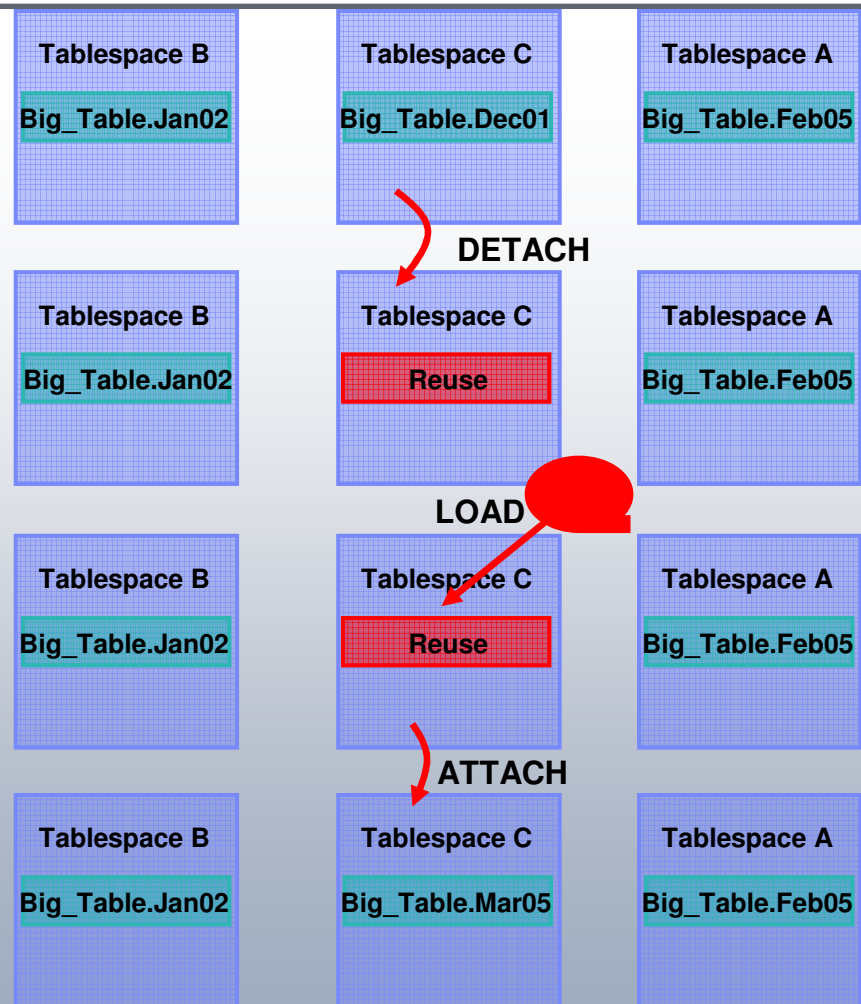 Tablespace B Tablespace C Tablespace A
Big_Table.Jan02 Big_Table.Dec01 Big_Table.Feb05
DETACH
Tablespace B Tablespace C Tablespace A
Big_Table.Jan02 Reuse Big_Table.Feb05
LOAD
Tablespace B Tablespace C Tablespace A
Big_Table.Jan02 Reuse Big_Table.Feb05
ATTACH
Tablespace B Tablespace C Tablespace A
Big_Table.Jan02 Big_Table.Mar05 Big_Table.Feb05